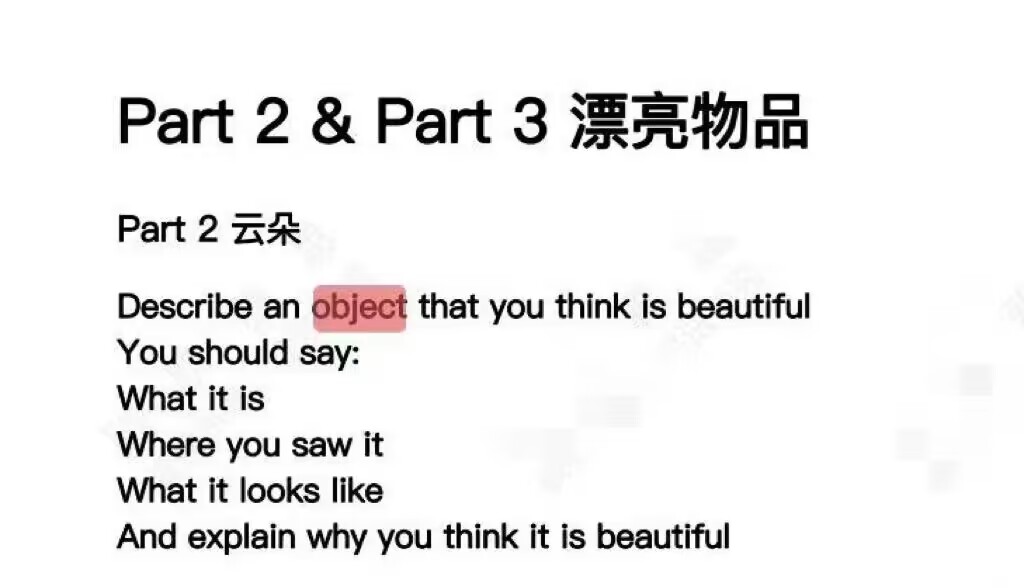 Part 2 & Part 3 漂亮物品
Part 2 云朵
Describe an object that you think is beautiful
You should say:
What it is
Where you saw it
What it looks like
And explain why you think it is beautiful